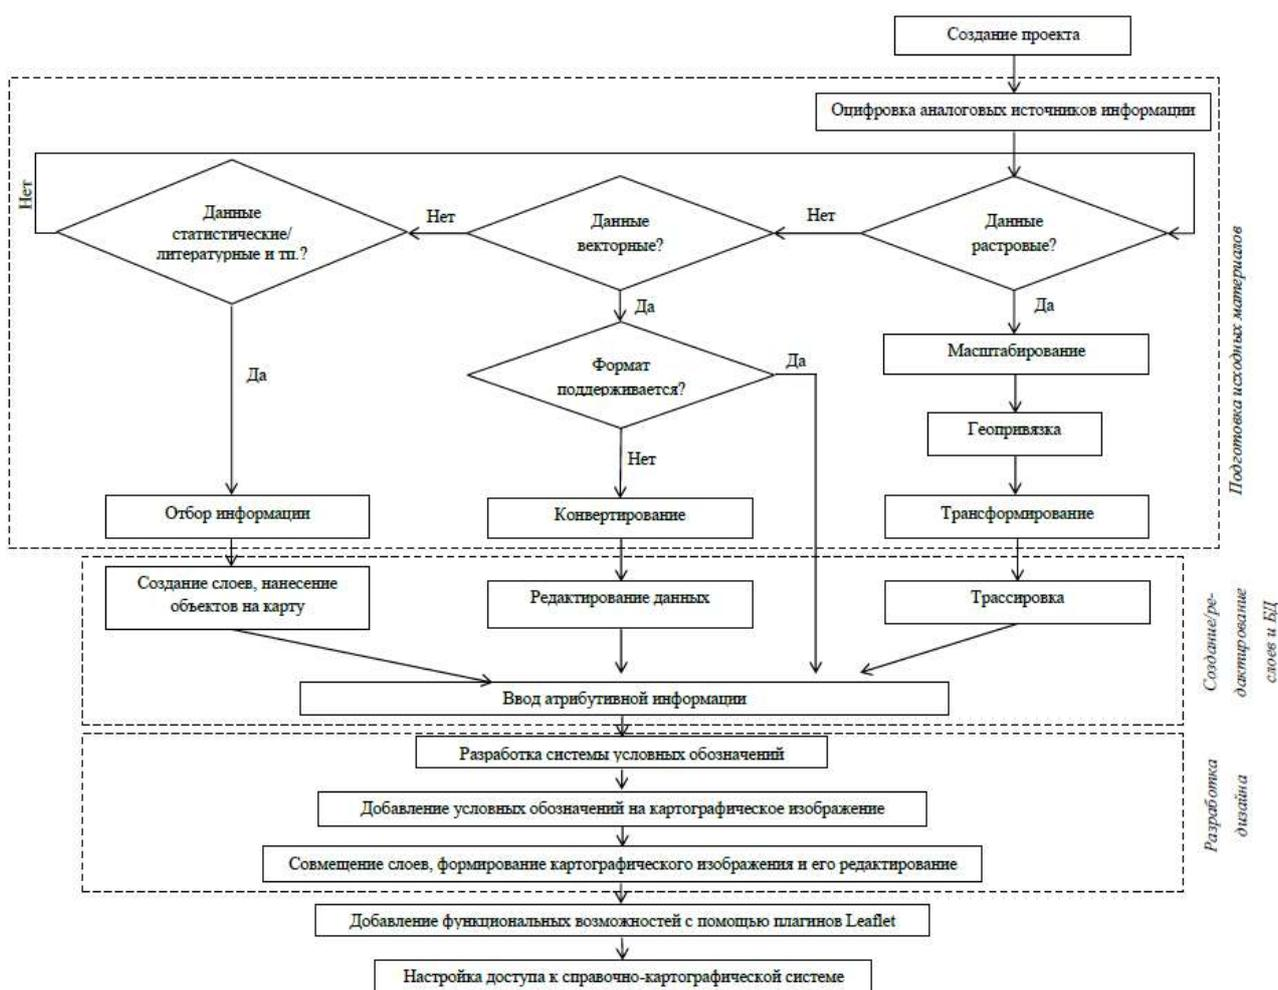 Создание проекта
Оцифровка аналоговых источников информации
Нет
Данные
статистические/
литературные и тп.?
Нет
Данные
векторные?
Нет
Данные
растровые?
Да
Да
Да
Формат
поддерживается?
Да
Нет
Масштабирование
Геопривязка
Отбор информации
Конвертирование
Трансформирование
Подготовка исходных материалов
Создание слоев, нанесение
объектов на карту
Редактирование данных
Трассировка
Ввод атрибутивной информации
Создание/ре-
дактирование
слоев и БД
Разработка системы условных обозначений
Добавление условных обозначений на картографическое изображение
Совмещение слоев, формирование картографического изображения и его редактирование
Разработка
дизайна
Добавление функциональных возможностей с помощью плагинов Leaflet
Настройка доступа к справочно-картографической системе